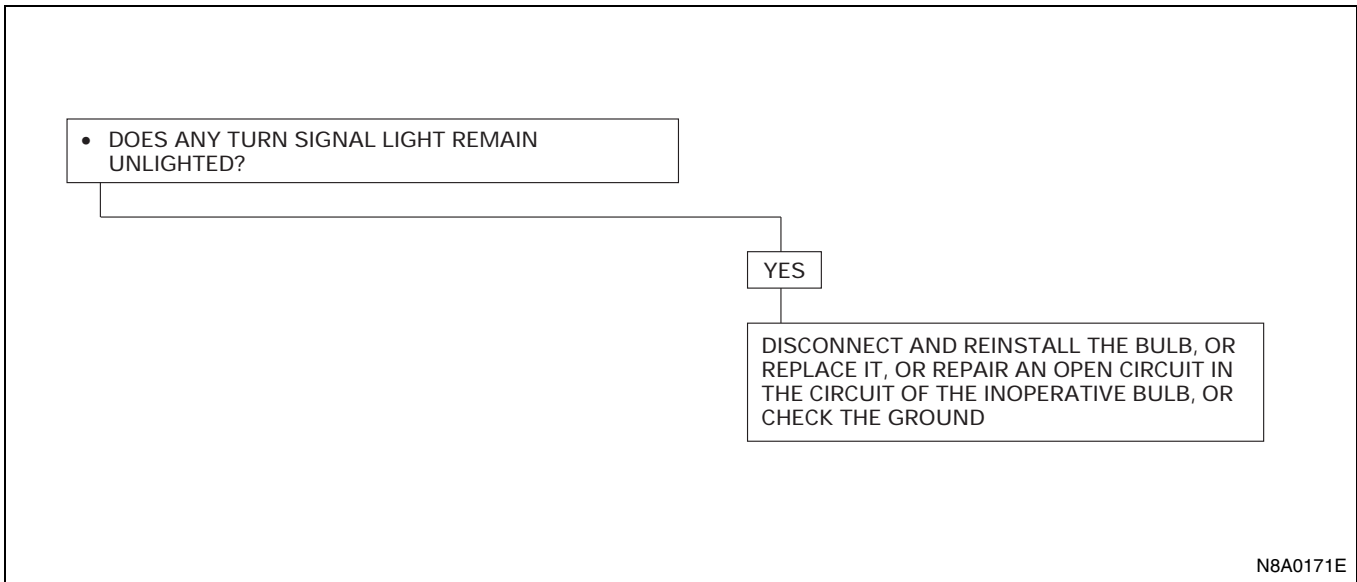 • DOES ANY TURN SIGNAL LIGHT REMAIN
UNLIGHTED?
YES
DISCONNECT AND REINSTALL THE BULB, OR
REPLACE IT, OR REPAIR AN OPEN CIRCUIT IN
THE CIRCUIT OF THE INOPERATIVE BULB, OR
CHECK THE GROUND
N8A0171E